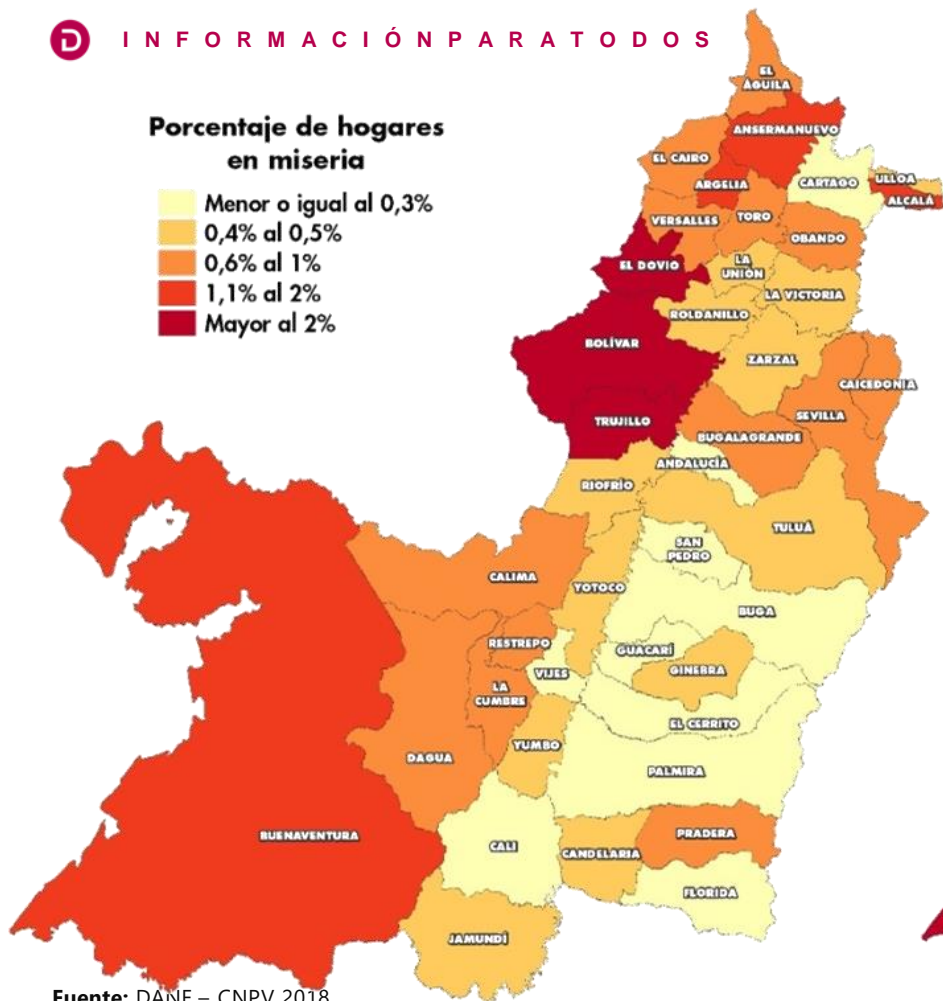 D INFORMACIÓNPARATODOS
Porcentaje de hogares
en miseria
Menor o igual al 0,3%
0,4% al 0,5%
0,6% al 1%
1,1% al 2%
Mayor al 2%
EL
ÁGUILA
ANSERMANUEVO
EL CAIRO
ARGELIA
CARTAGO
ULLOA
ALCALÁ
VERSALLES
TORO
OBANDO
EL DOVIO
LA
UNIÓN
LA VICTORIA
ROLDANILLO
BOLÍVAR
ZARZAL
CAICEDONIA
TRUJILLO
SEVILLA
BUGALAGRANDE
ANDALUCÍA
RIOFRÍO
TULUÁ
SAN
PEDRO
CALIMA
YOTOCO
BUGA
RESTREPO
GUACARÍ
VIJES
GINEBRA
LA
CUMBRE
EL CERRITO
YUMBO
DAGUA
PALMIRA
BUENAVENTURA
CALI
CANDELARIA
PRADERA
FLORIDA
JAMUNDÍ
Fuente: DANE – CNPV 2018